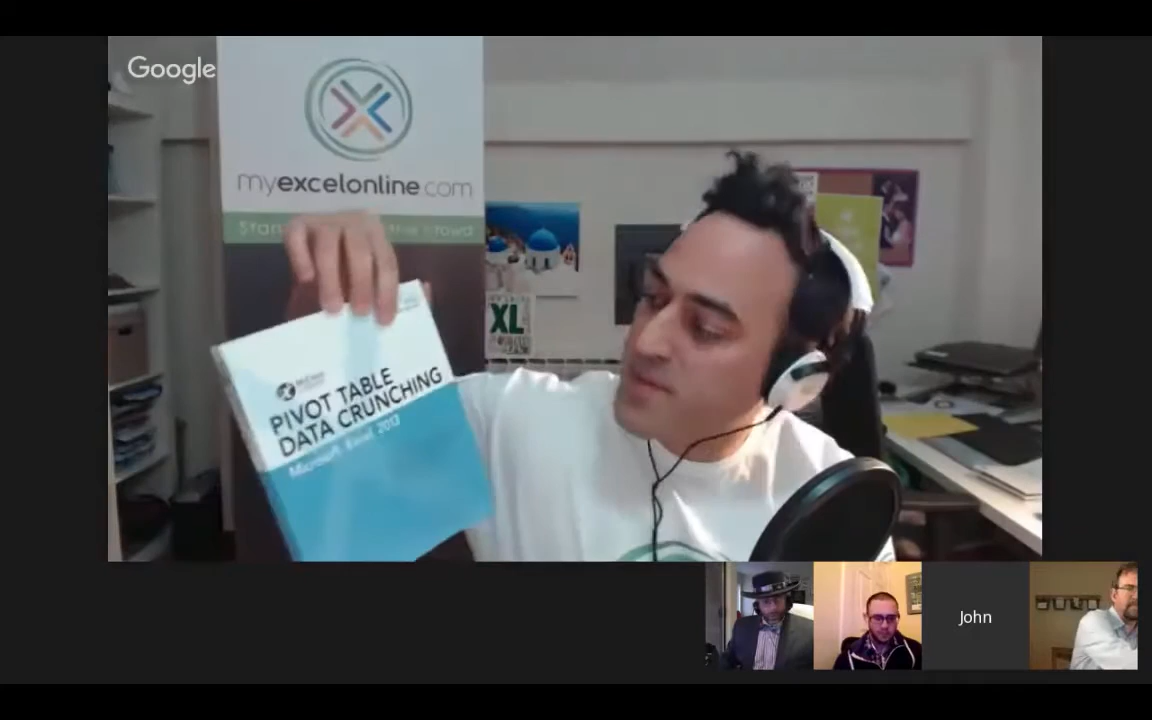 Google
myexcelonline.com
XL
PIVOT TABLE
DATA CRUNCHING
Microsoft Excel 2013
John